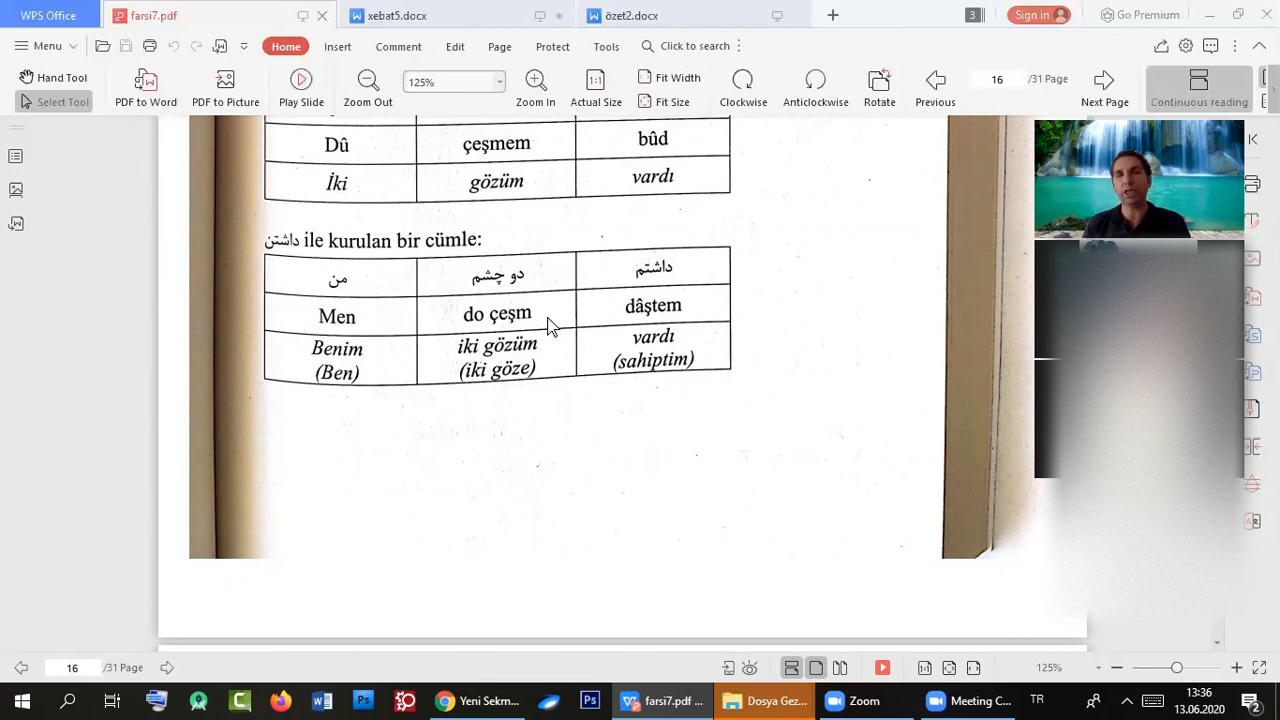 WPS Office farsi7.pdf xebat5.docx özet2.docx 3 Sign in Go Premium
Menu Home Insert Comment Edit Page Protect Tools Click to search
Hand Tool Select Tool PDF to Word PDF to Picture Play Slide Zoom Out 125% Zoom In Actual Size Fit Width Fit Size Clockwise Anticlockwise Rotate Previous 16 /31 Page Next Page Continuous reading
Dû çeşmem bûd
İki gözüm vardı
داشتن ile kurulan bir cümle:
من دو چشم داشتم
Men do çeşm dâştem
Benim iki gözüm vardı
(Ben) (iki göze) (sahiptim)
16 /31 Page 125%
Yeni Sekm... farsi7.pdf ... Dosya Gez... Zoom Meeting C... TR 13:36
13.06.2020 2